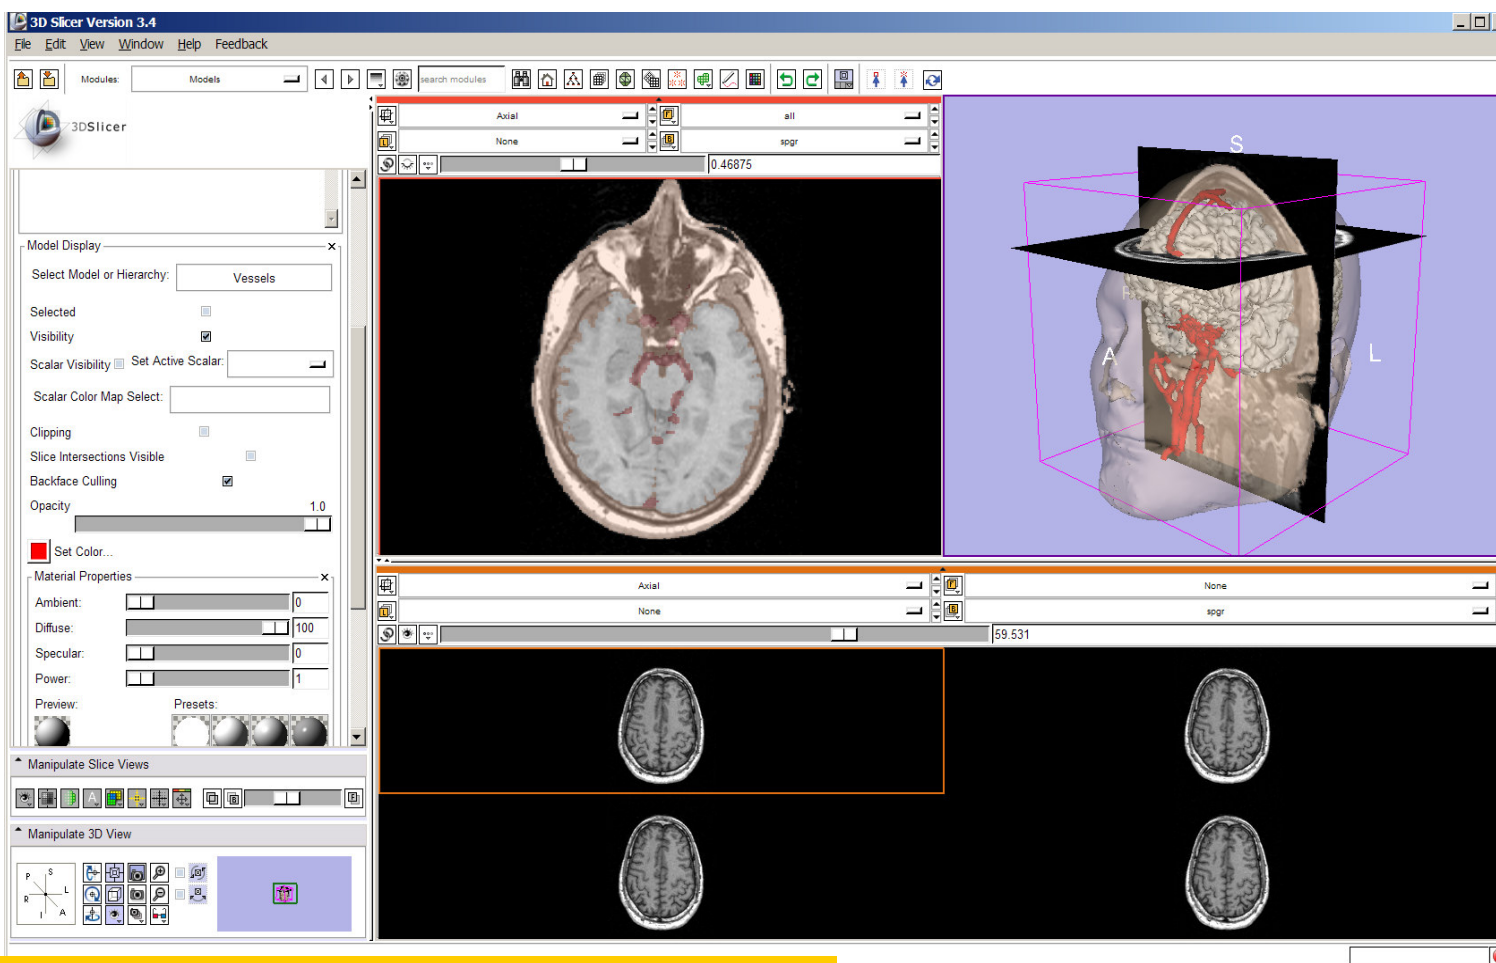 3D Slicer Version 3.4
File Edit View Window Help Feedback
Modules: Models search modules
3DSlicer
Axial all
None spgr
0.46875
Model Display
Select Model or Hierarchy: Vessels
Selected
Visibility
Scalar Visibility Set Active Scalar:
Scalar Color Map Select:
Clipping
Slice Intersections Visible
Backface Culling
Opacity 1.0
Set Color...
Material Properties
Ambient: 0
Diffuse: 100
Specular: 0
Power: 1
Preview: Presets:
Manipulate Slice Views
Manipulate 3D View
P S
R L
I A
S
R
A
L
Axial None
None spgr
59.531